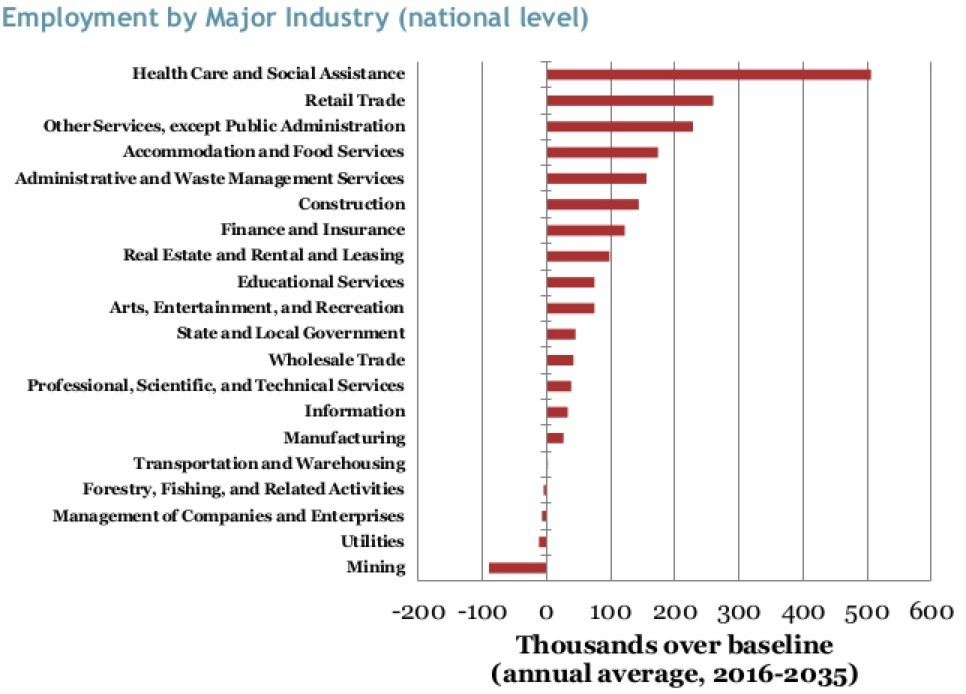 Employment by Major Industry (national level)
Health Care and Social Assistance
Retail Trade
Other Services, except Public Administration
Accommodation and Food Services
Administrative and Waste Management Services
Construction
Finance and Insurance
Real Estate and Rental and Leasing
Educational Services
Arts, Entertainment, and Recreation
State and Local Government
Wholesale Trade
Professional, Scientific, and Technical Services
Information
Manufacturing
Transportation and Warehousing
Forestry, Fishing, and Related Activities
Management of Companies and Enterprises
Utilities
Mining
-200 -100 0 100 200 300 400 500 600
Thousands over baseline
(annual average, 2016-2035)